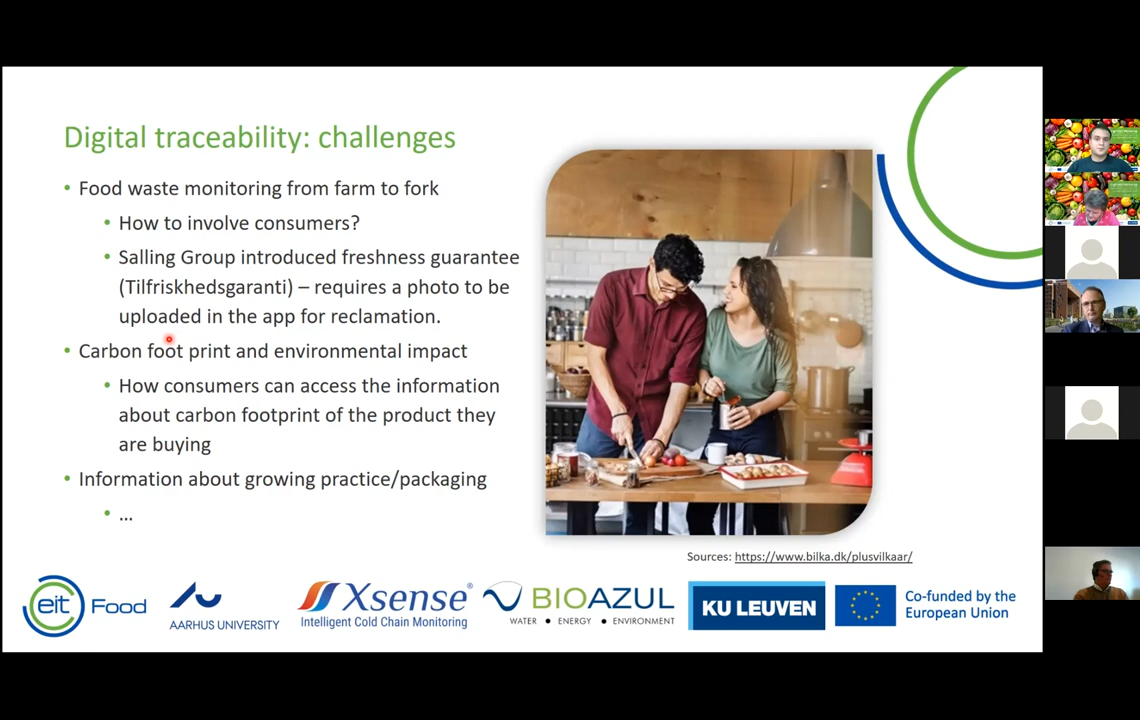 Digital traceability: challenges
• Food waste monitoring from farm to fork
• How to involve consumers?
• Salling Group introduced freshness guarantee
(Tilfriskhedsgaranti) – requires a photo to be
uploaded in the app for reclamation.
• Carbon foot print and environmental impact
• How consumers can access the information
about carbon footprint of the product they
are buying
• Information about growing practice/packaging
• ...
Sources: https://www.bilka.dk/plusvilkaar/
eit Food
AARHUS UNIVERSITY
Xsense®
Intelligent Cold Chain Monitoring
BIOAZUL
WATER • ENERGY • ENVIRONMENT
KU LEUVEN
Co-funded by the
European Union